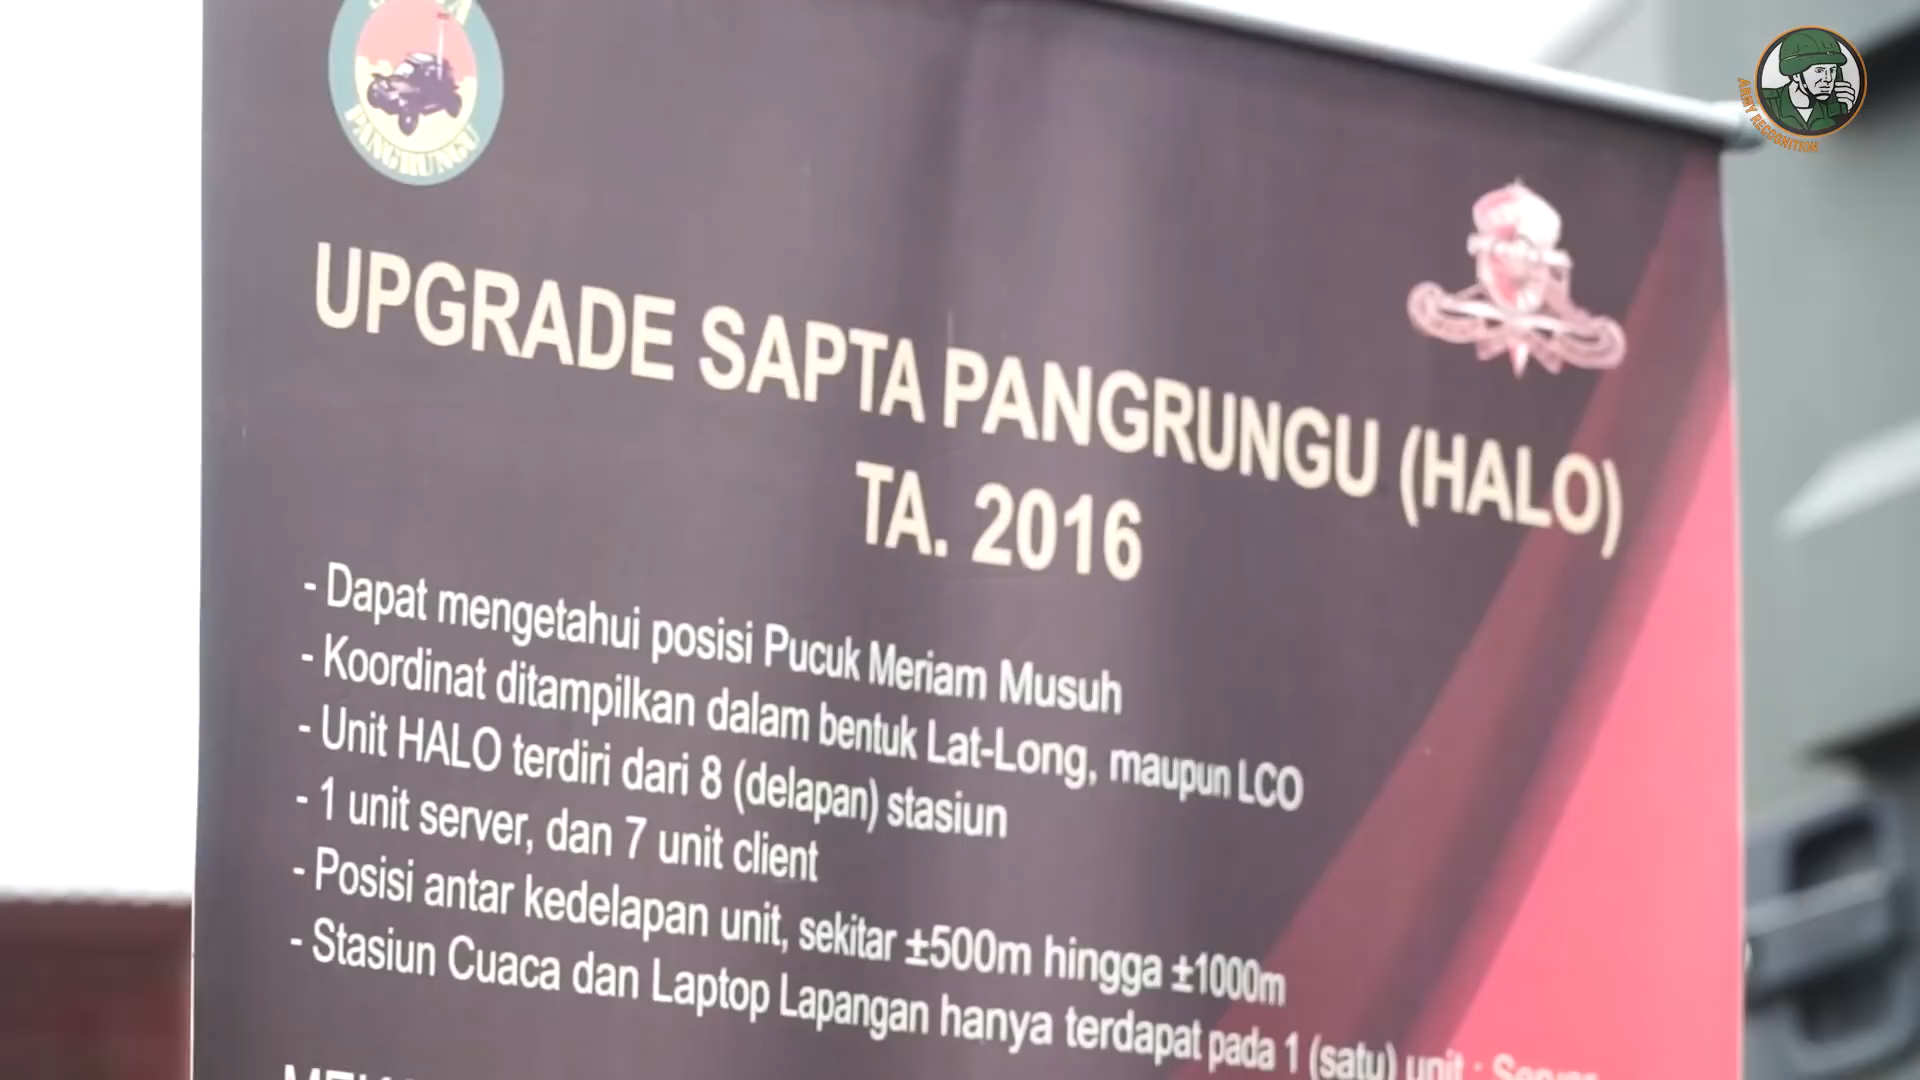 PANGRUNGU
ARMY RECOGNITION
UPGRADE SAPTA PANGRUNGU (HALO)
TA. 2016
- Dapat mengetahui posisi Pucuk Meriam Musuh
- Koordinat ditampilkan dalam bentuk Lat-Long, maupun LCO
- Unit HALO terdiri dari 8 (delapan) stasiun
- 1 unit server, dan 7 unit client
- Posisi antar kedelapan unit, sekitar ±500m hingga ±1000m
- Stasiun Cuaca dan Laptop Lapangan hanya terdapat pada 1 (satu) unit : Server